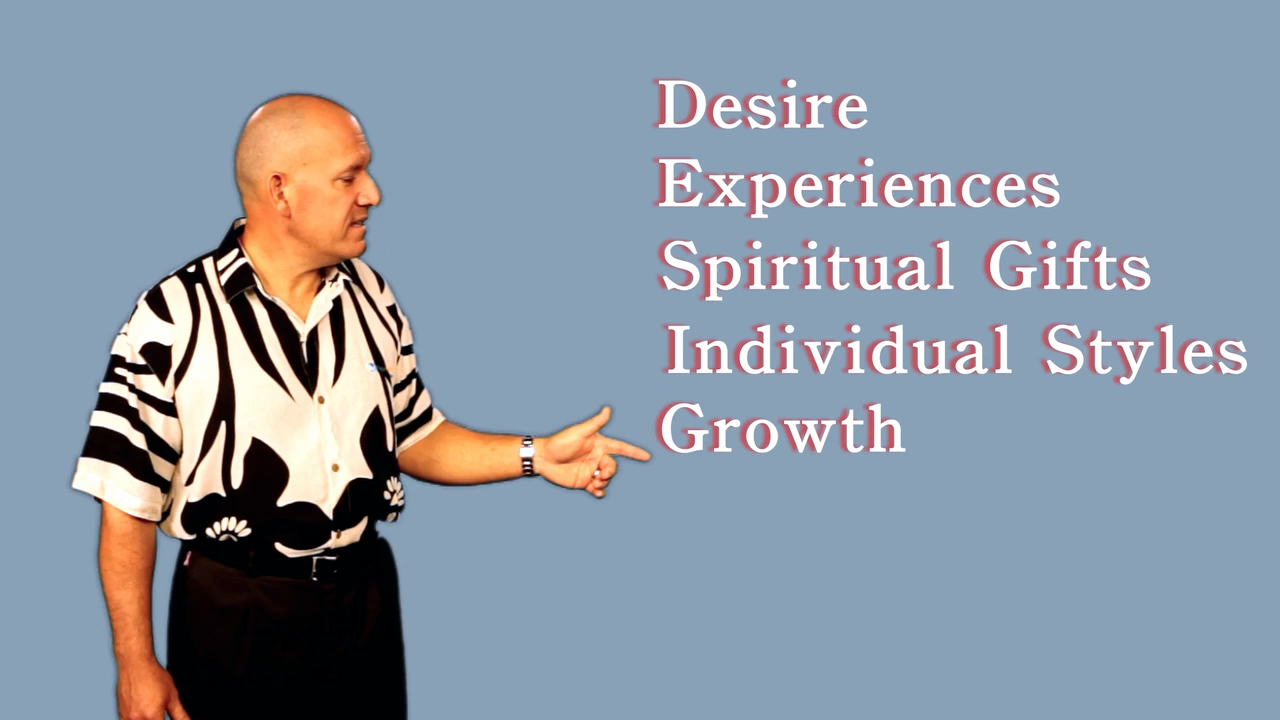 Desire
Experiences
Spiritual Gifts
Individual Styles
Growth